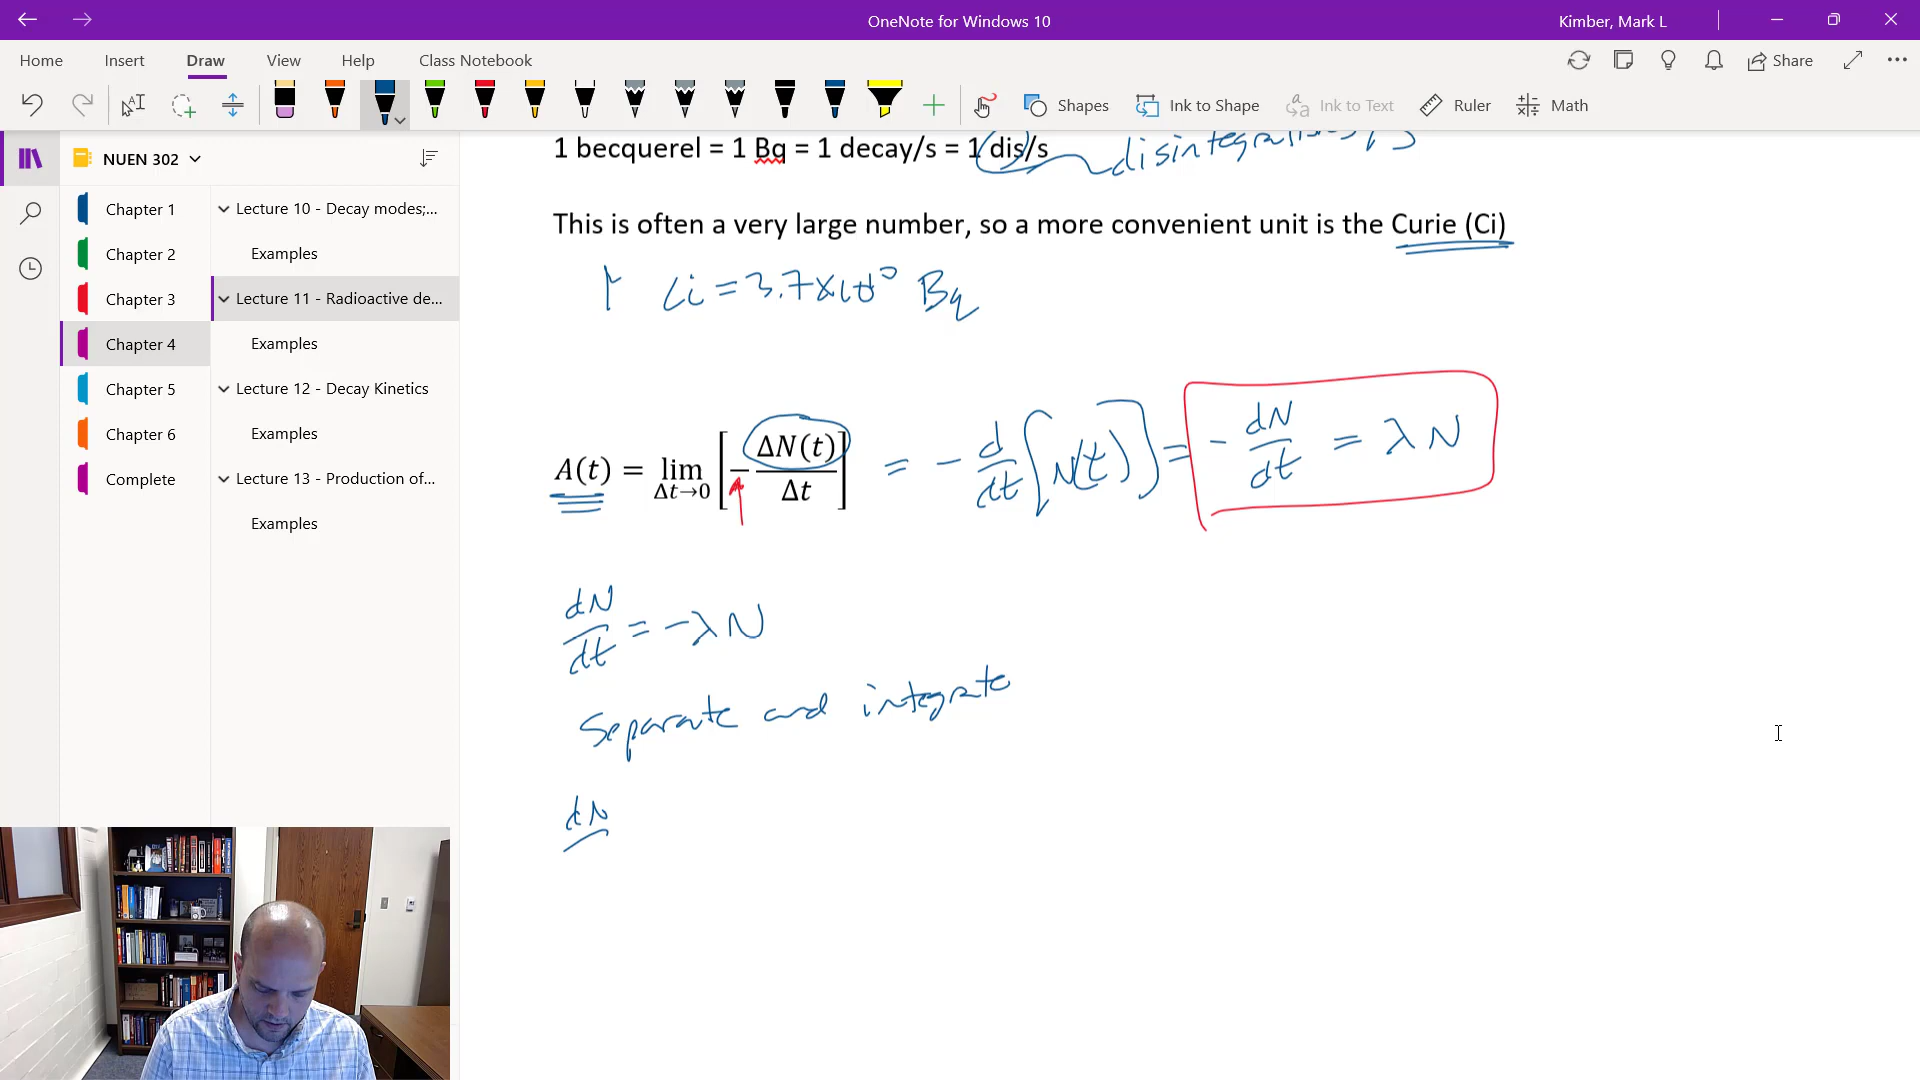 OneNote for Windows 10
Kimber, Mark L
Home Insert Draw View Help Class Notebook
Share
Shapes Ink to Shape Ink to Text Ruler Math
NUEN 302
Chapter 1
Chapter 2
Chapter 3
Chapter 4
Chapter 5
Chapter 6
Complete
Lecture 10 - Decay modes;...
Examples
Lecture 11 - Radioactive de...
Examples
Lecture 12 - Decay Kinetics
Examples
Lecture 13 - Production of...
Examples
1 becquerel = 1 Bq = 1 decay/s = 1 dis/s
This is often a very large number, so a more convenient unit is the Curie (Ci)
1 Ci = 3.7×10¹⁰ Bq
A(t) = lim Δt→0 [− ΔN(t)/Δt] = − d/dt [N(t)] = − dN/dt = λN
dN/dt = −λN
Separate and integrate
dN